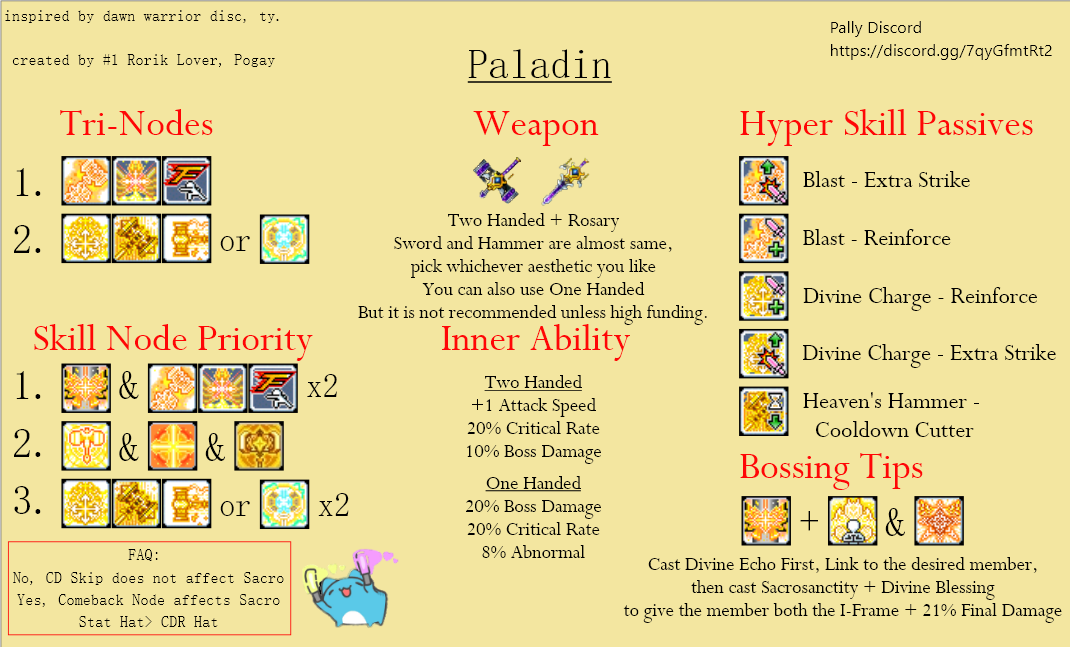 inspired by dawn warrior disc, ty.
created by #1 Rorik Lover, Pogay
Paladin
Pally Discord
https://discord.gg/7qyGfmtRt2
Tri-Nodes
1.
2. or
Skill Node Priority
1. & x2
2. & &
3. or x2
FAQ:
No, CD Skip does not affect Sacro
Yes, Comeback Node affects Sacro
Stat Hat> CDR Hat
Weapon
Two Handed + Rosary
Sword and Hammer are almost same,
pick whichever aesthetic you like
You can also use One Handed
But it is not recommended unless high funding.
Inner Ability
Two Handed
+1 Attack Speed
20% Critical Rate
10% Boss Damage
One Handed
20% Boss Damage
20% Critical Rate
8% Abnormal
Hyper Skill Passives
Blast - Extra Strike
Blast - Reinforce
Divine Charge - Reinforce
Divine Charge - Extra Strike
Heaven's Hammer -
Cooldown Cutter
Bossing Tips
+ &
Cast Divine Echo First, Link to the desired member,
then cast Sacrosanctity + Divine Blessing
to give the member both the I-Frame + 21% Final Damage